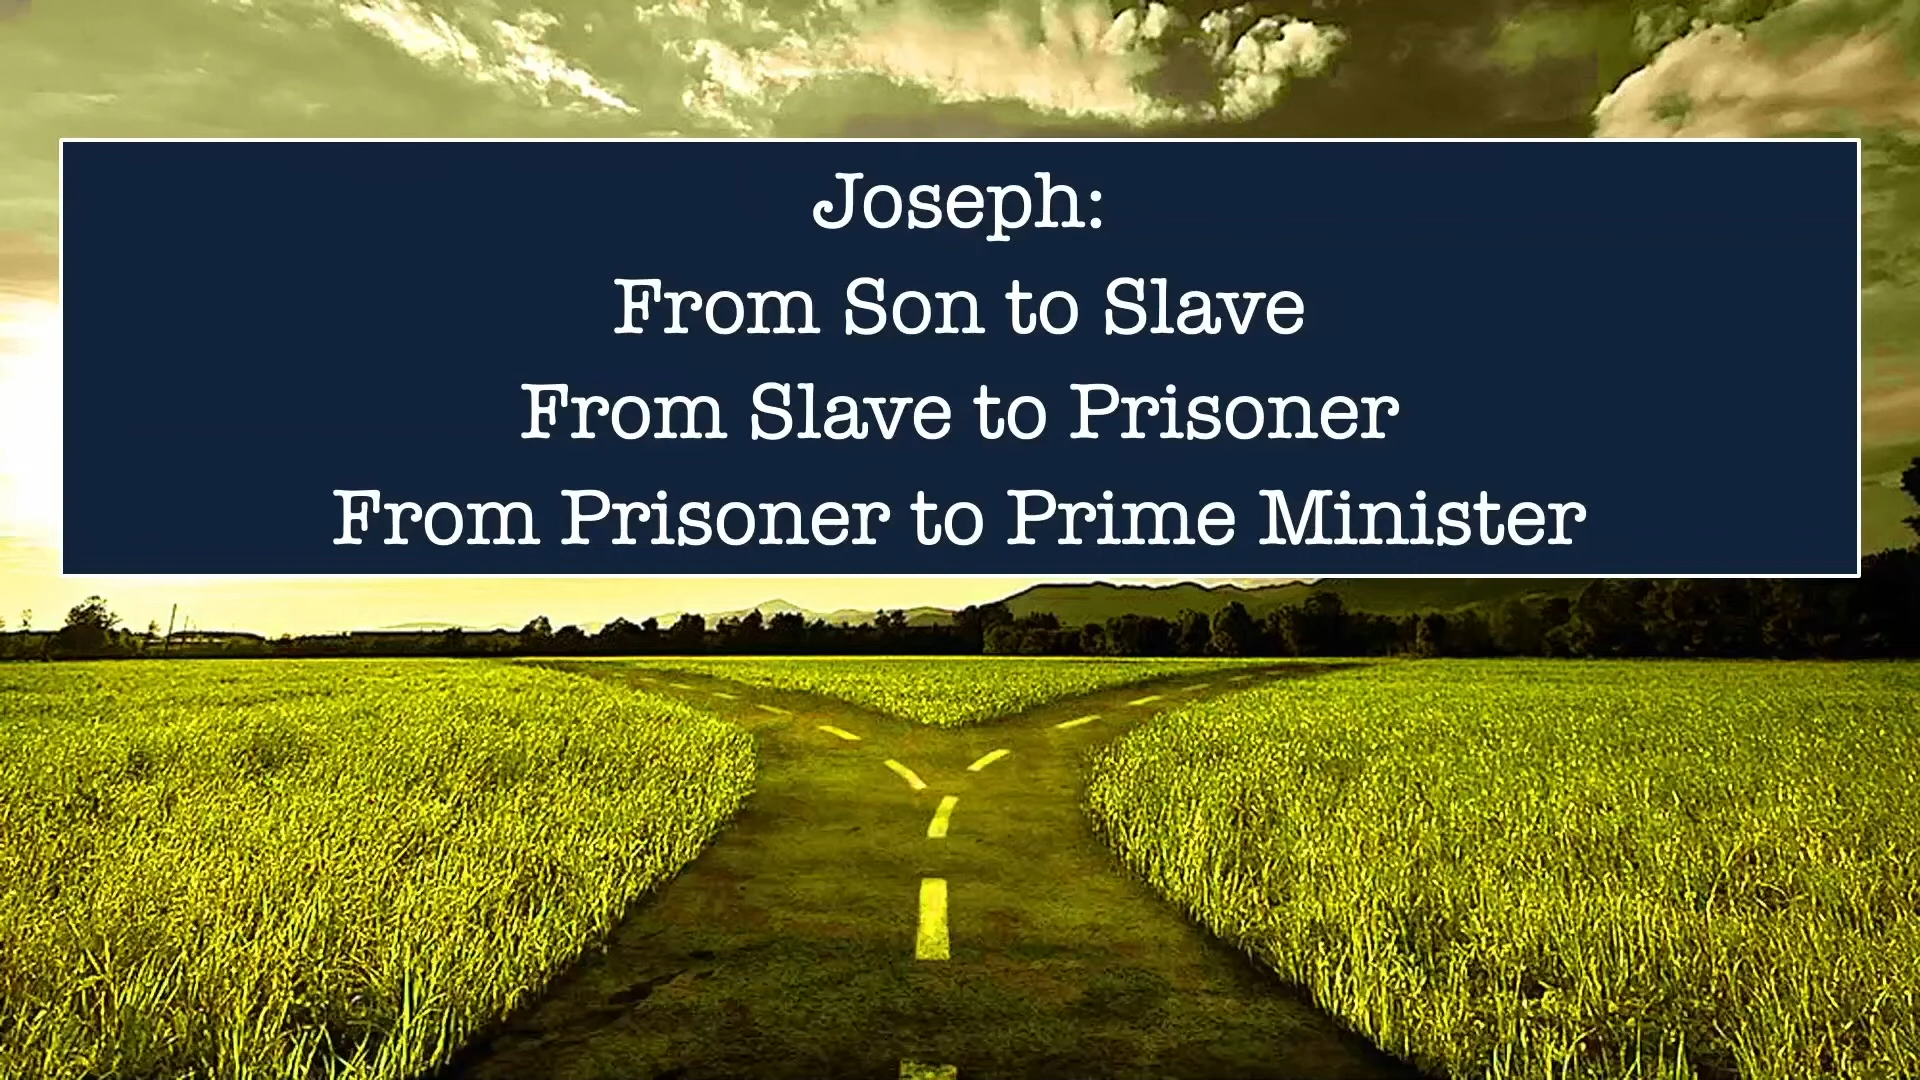 Joseph:
From Son to Slave
From Slave to Prisoner
From Prisoner to Prime Minister